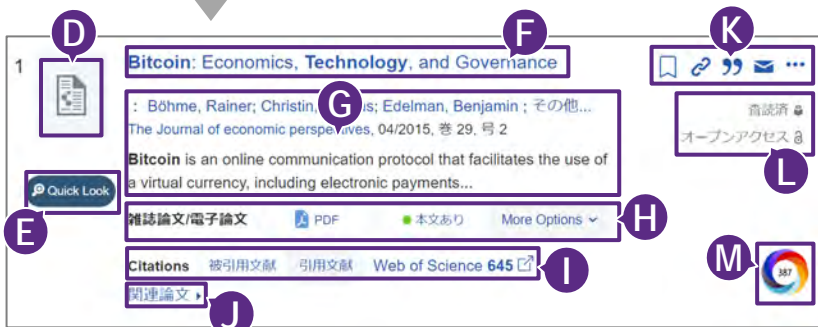 D
F
K
1
Bitcoin: Economics, Technology, and Governance
: Böhme, Rainer; Christin, s; Edelman, Benjamin ; その他...
G
The Journal of economic perspectives, 04/2015, 巻 29, 号 2
査読済
オープンアクセス
L
Bitcoin is an online communication protocol that facilitates the use of
a virtual currency, including electronic payments...
Quick Look
E
雑誌論文/電子論文 PDF 本文あり More Options
H
Citations 被引用文献 引用文献 Web of Science 645
I
M
387
関連論文
J